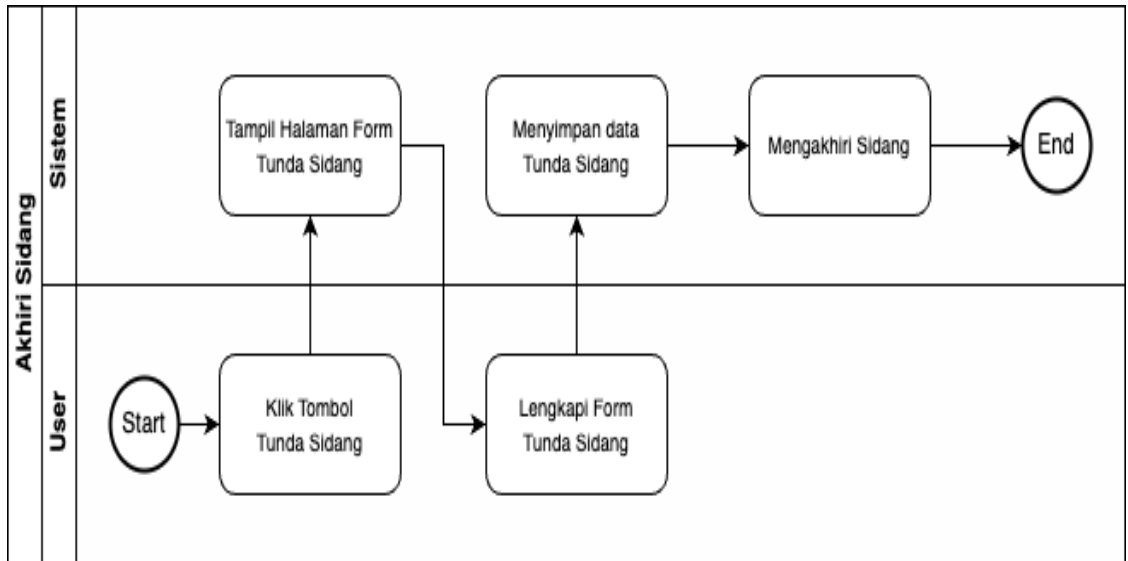 Akhiri Sidang
Sistem
Tampil Halaman Form
Tunda Sidang
Menyimpan data
Tunda Sidang
Mengakhiri Sidang
End
User
Start
Klik Tombol
Tunda Sidang
Lengkapi Form
Tunda Sidang